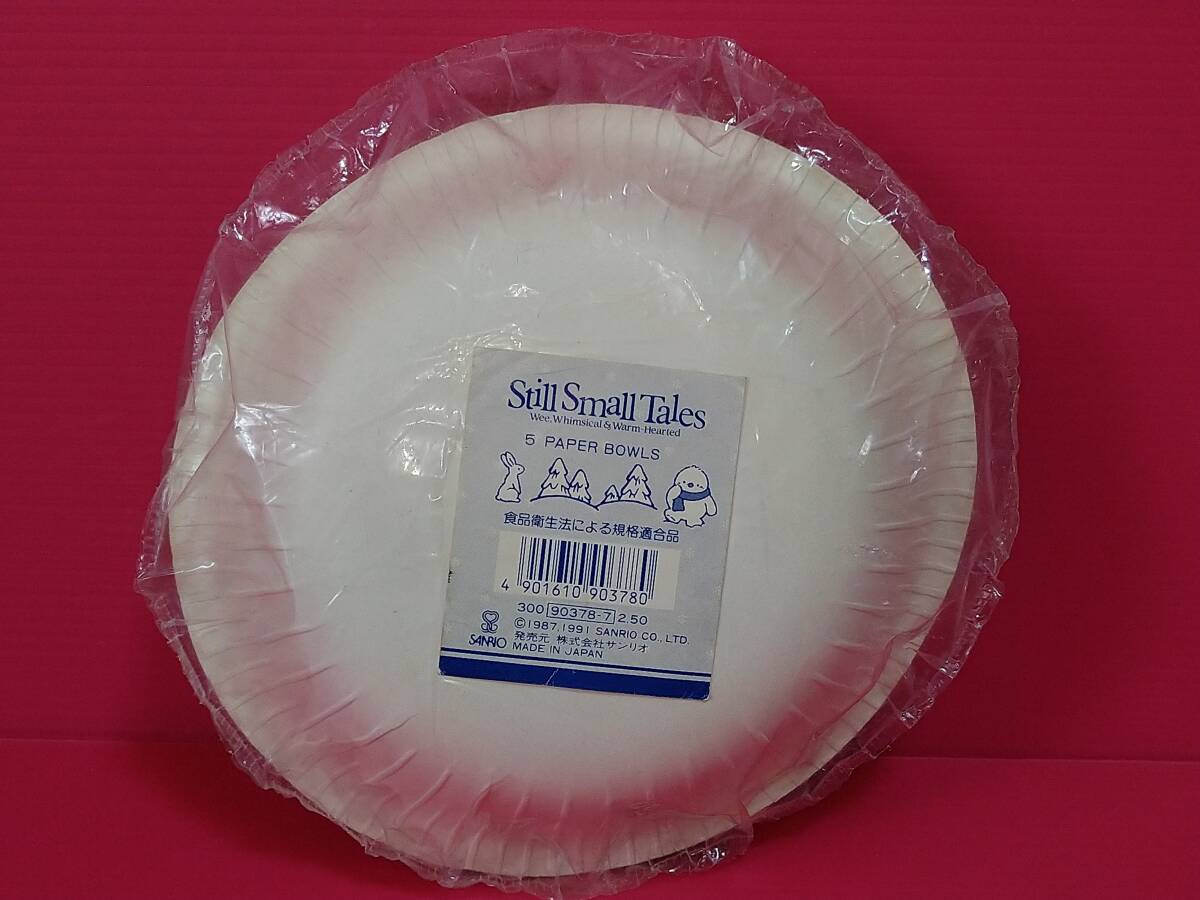 Still Small Tales
Wee, Whimsical & Warm-Hearted
5 PAPER BOWLS
食品衛生法による規格適合品
4 901610 903780
300 90378-7 2.50
©1987, 1991 SANRIO CO., LTD.
SANRIO
発売元 株式会社サンリオ
MADE IN JAPAN